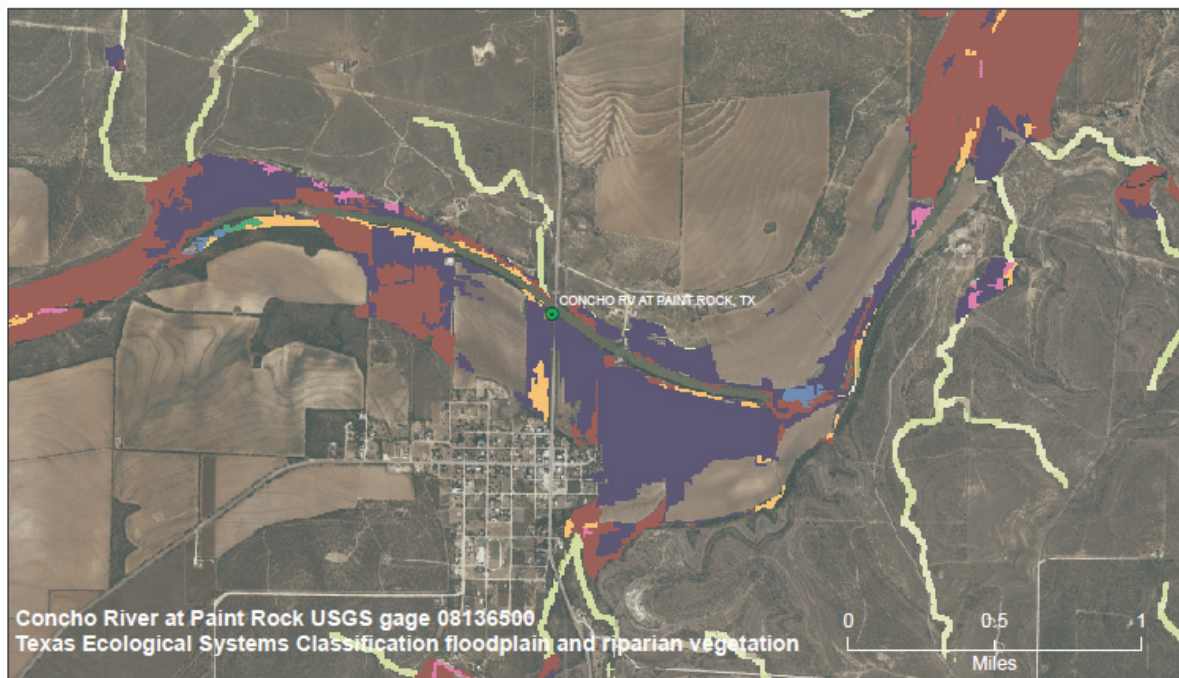 CONCHO RV AT PAINT ROCK, TX
Concho River at Paint Rock USGS gage 08136500
Texas Ecological Systems Classification floodplain and riparian vegetation
0 0.5 1
Miles